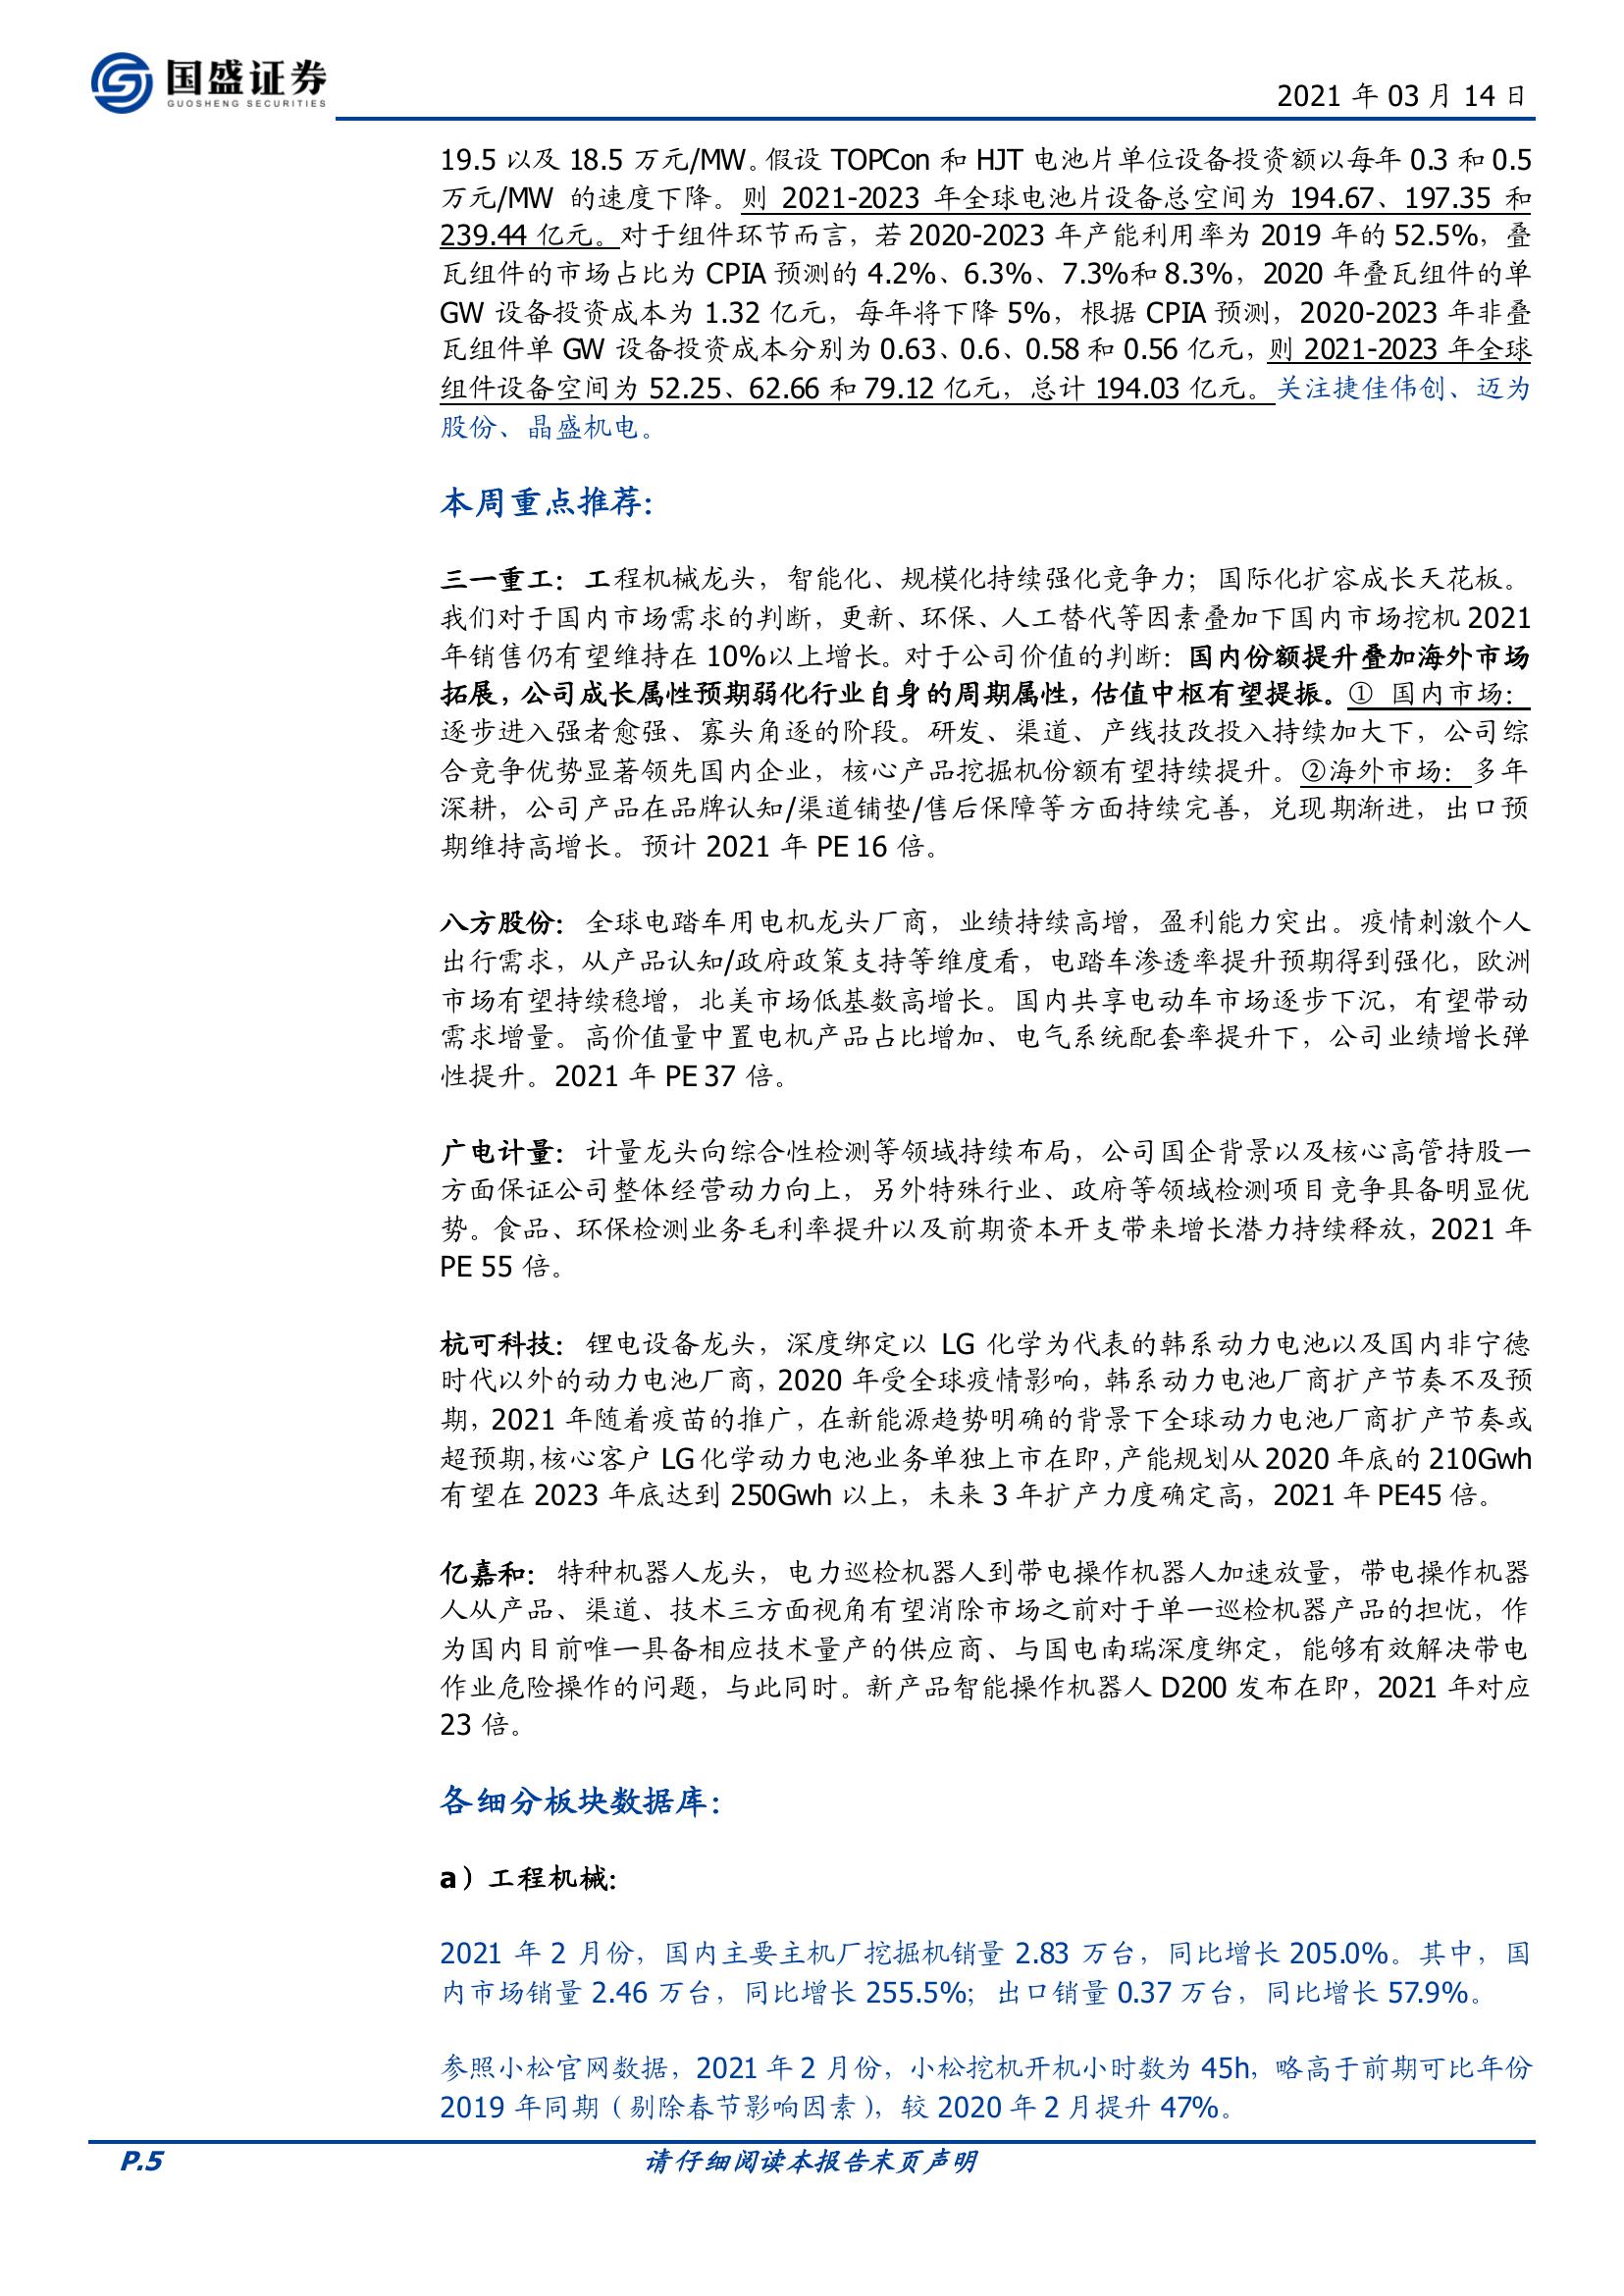 国盛证券
GUOSHENG SECURITIES
2021 年 03 月 14 日
19.5 以及 18.5 万元/MW。假设 TOPCon 和 HJT 电池片单位设备投资额以每年 0.3 和 0.5
万元/MW 的速度下降。则 2021-2023 年全球电池片设备总空间为 194.67、197.35 和
239.44 亿元。对于组件环节而言，若 2020-2023 年产能利用率为 2019 年的 52.5%，叠
瓦组件的市场占比为 CPIA 预测的 4.2%、6.3%、7.3%和 8.3%，2020 年叠瓦组件的单
GW 设备投资成本为 1.32 亿元，每年将下降 5%，根据 CPIA 预测，2020-2023 年非叠
瓦组件单 GW 设备投资成本分别为 0.63、0.6、0.58 和 0.56 亿元，则 2021-2023 年全球
组件设备空间为 52.25、62.66 和 79.12 亿元，总计 194.03 亿元。关注捷佳伟创、迈为
股份、晶盛机电。
本周重点推荐：
三一重工：工程机械龙头，智能化、规模化持续强化竞争力；国际化扩容成长天花板。
我们对于国内市场需求的判断，更新、环保、人工替代等因素叠加下国内市场挖机 2021
年销售仍有望维持在 10%以上增长。对于公司价值的判断：国内份额提升叠加海外市场
拓展，公司成长属性预期弱化行业自身的周期属性，估值中枢有望提振。① 国内市场：
逐步进入强者愈强、寡头角逐的阶段。研发、渠道、产线技改投入持续加大下，公司综
合竞争优势显著领先国内企业，核心产品挖掘机份额有望持续提升。②海外市场：多年
深耕，公司产品在品牌认知/渠道铺垫/售后保障等方面持续完善，兑现期渐进，出口预
期维持高增长。预计 2021 年 PE 16 倍。
八方股份：全球电踏车用电机龙头厂商，业绩持续高增，盈利能力突出。疫情刺激个人
出行需求，从产品认知/政府政策支持等维度看，电踏车渗透率提升预期得到强化，欧洲
市场有望持续稳增，北美市场低基数高增长。国内共享电动车市场逐步下沉，有望带动
需求增量。高价值量中置电机产品占比增加、电气系统配套率提升下，公司业绩增长弹
性提升。2021 年 PE 37 倍。
广电计量：计量龙头向综合性检测等领域持续布局，公司国企背景以及核心高管持股一
方面保证公司整体经营动力向上，另外特殊行业、政府等领域检测项目竞争具备明显优
势。食品、环保检测业务毛利率提升以及前期资本开支带来增长潜力持续释放，2021 年
PE 55 倍。
杭可科技：锂电设备龙头，深度绑定以 LG 化学为代表的韩系动力电池以及国内非宁德
时代以外的动力电池厂商，2020 年受全球疫情影响，韩系动力电池厂商扩产节奏不及预
期，2021 年随着疫苗的推广，在新能源趋势明确的背景下全球动力电池厂商扩产节奏或
超预期，核心客户 LG 化学动力电池业务单独上市在即，产能规划从 2020 年底的 210Gwh
有望在 2023 年底达到 250Gwh 以上，未来 3 年扩产力度确定高，2021 年 PE45 倍。
亿嘉和：特种机器人龙头，电力巡检机器人到带电操作机器人加速放量，带电操作机器
人从产品、渠道、技术三方面视角有望消除市场之前对于单一巡检机器产品的担忧，作
为国内目前唯一具备相应技术量产的供应商、与国电南瑞深度绑定，能够有效解决带电
作业危险操作的问题，与此同时。新产品智能操作机器人 D200 发布在即，2021 年对应
23 倍。
各细分板块数据库：
a）工程机械：
2021 年 2 月份，国内主要主机厂挖掘机销量 2.83 万台，同比增长 205.0%。其中，国
内市场销量 2.46 万台，同比增长 255.5%；出口销量 0.37 万台，同比增长 57.9%。
参照小松官网数据，2021 年 2 月份，小松挖机开机小时数为 45h，略高于前期可比年份
2019 年同期（剔除春节影响因素），较 2020 年 2 月提升 47%。
P.5
请仔细阅读本报告末页声明